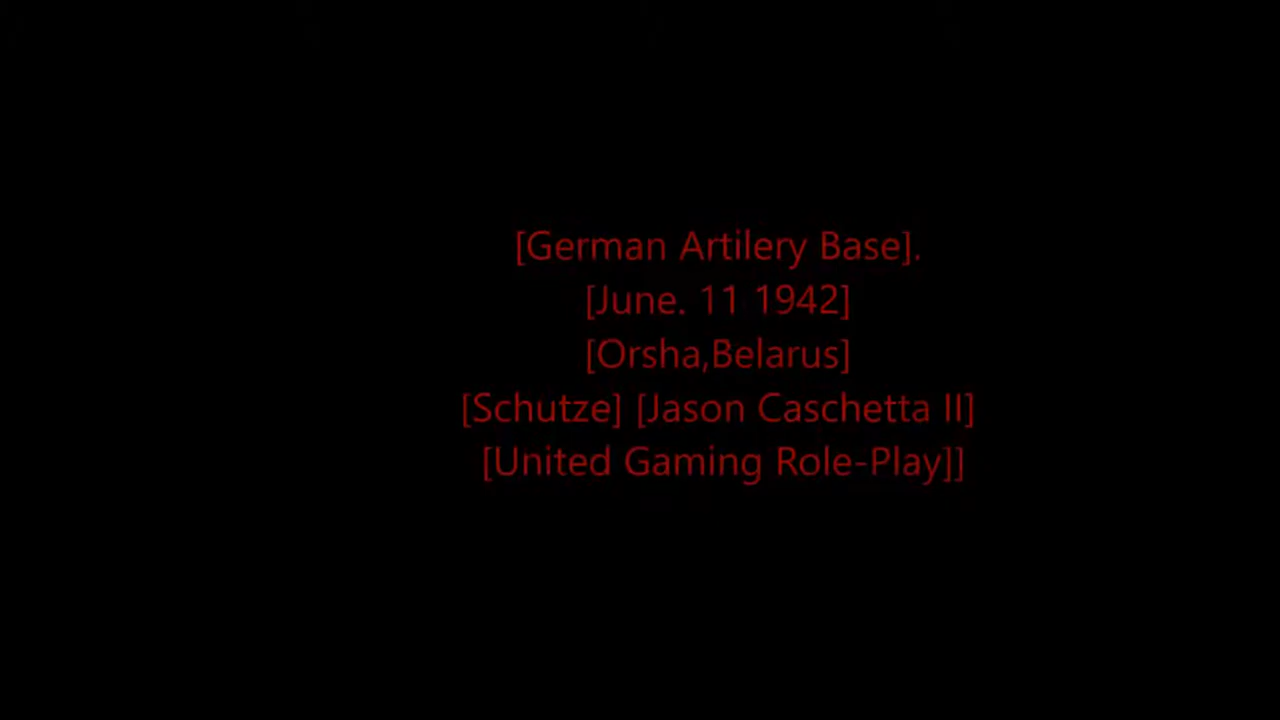 [German Artilery Base].
[June. 11 1942]
[Orsha,Belarus]
[Schutze] [Jason Caschetta II]
[United Gaming Role-Play]]